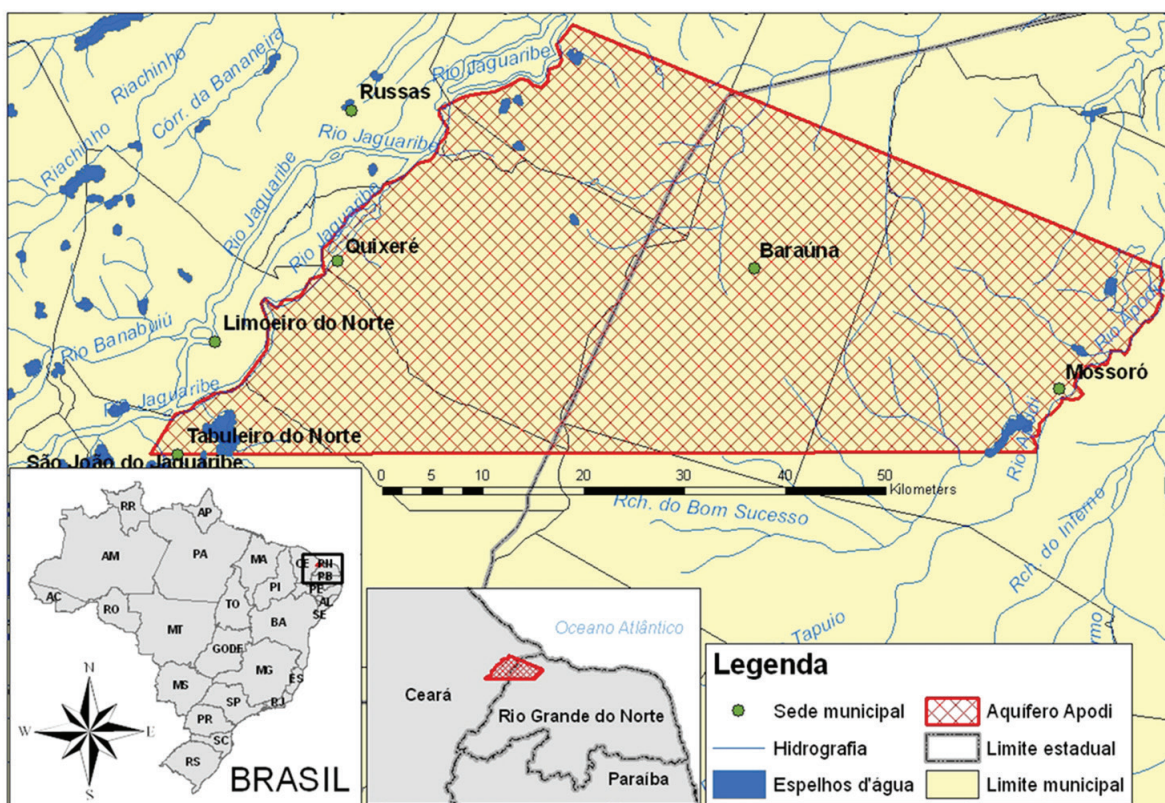 Rio Jaguaribe
Riachinho
Córr. da Bananeira
Russas
Rio Jaguaribe
Riachinho
Rio Jaguaribe
Rio Jaguaribe
Quixeré
Baraúna
Rio Banabuiú
Limoeiro do Norte
Rio Apodi
Mossoró
Rio Jaguaribe
Tabuleiro do Norte
Rio Apodi
São João do Jaguaribe
0 5 10 20 30 40 50
Kilometers
Rch. do Bom Sucesso
Rch. do Inferno
Tapuio
rmo
RR
AP
AM
PA
MA
CE
RN
PB
PE
AL
SE
PI
AC
RO
TO
BA
MT
GODF
MG
ES
MS
SP
RJ
PR
SC
RS
N
W
E
S
BRASIL
Oceano Atlântico
Ceará
Rio Grande do Norte
Paraíba
Legenda
Sede municipal
Aquífero Apodi
Hidrografia
Limite estadual
Espelhos d'água
Limite municipal